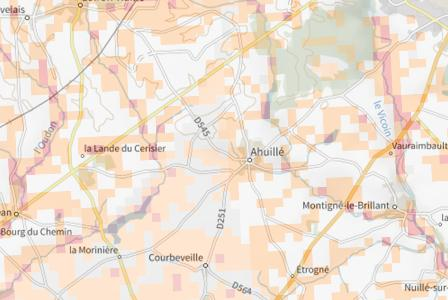 l'Oudon
la Lande du Cerisier
D545
Ahuillé
le Vicoin
Vauraimbault
Montigné-le-Brillant
Bourg du Chemin
la Morinière
D251
Courbeveille
Etrogné
D564